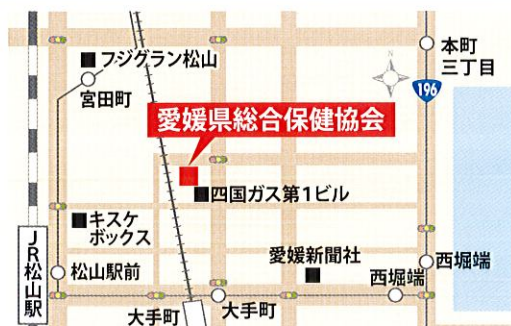 フジグラン松山
本町
三丁目
N
宮田町
196
愛媛県総合保健協会
四国ガス第1ビル
キスケ
ボックス
愛媛新聞社
西堀端
JR松山駅
松山駅前
西堀端
大手町
大手町